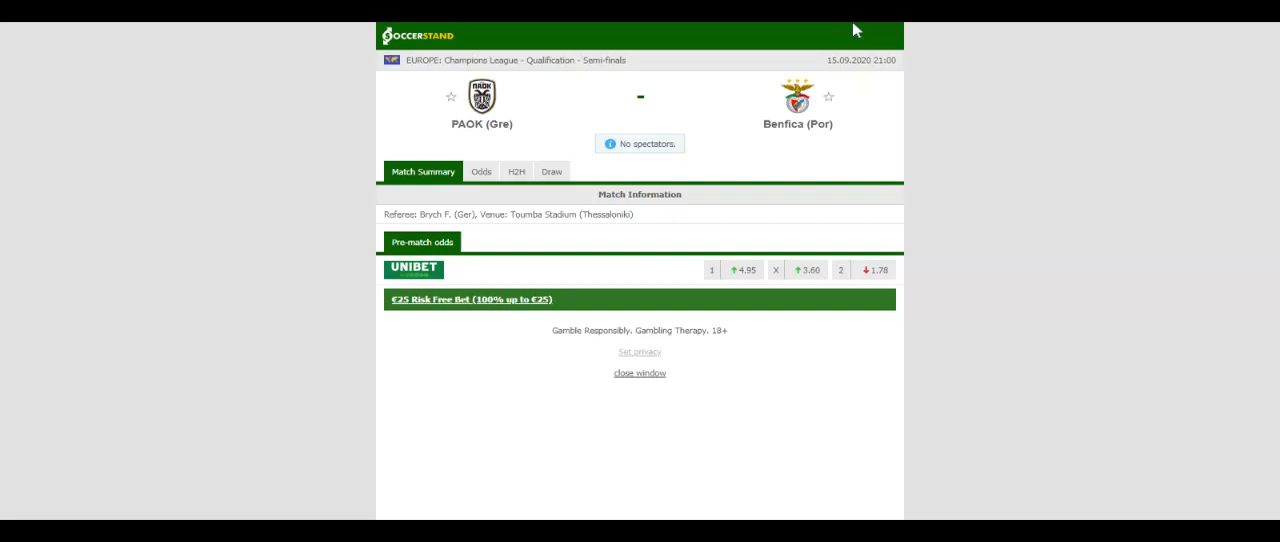 SOCCERSTAND
EUROPE: Champions League - Qualification - Semi-finals 15.09.2020 21:00
ΠΑΟΚ
-
PAOK (Gre) Benfica (Por)
No spectators.
Match Summary Odds H2H Draw
Match Information
Referee: Brych F. (Ger), Venue: Toumba Stadium (Thessaloniki)
Pre-match odds
UNIBET 1 4.95 X 3.60 2 1.78
€25 Risk Free Bet (100% up to €25)
Gamble Responsibly. Gambling Therapy. 18+
Set privacy
close window